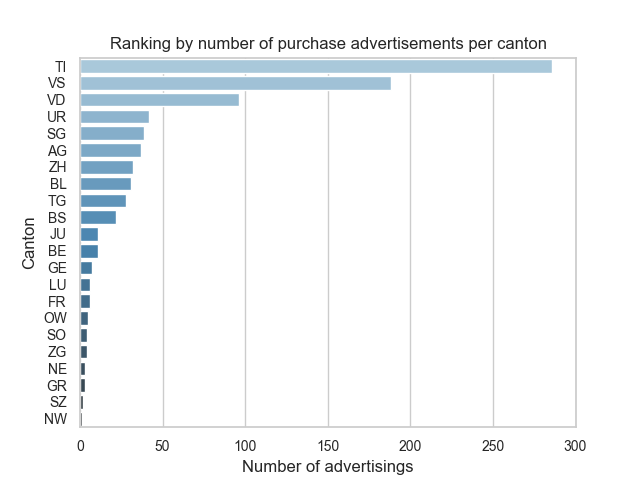 Ranking by number of purchase advertisements per canton
Canton
TI
VS
VD
UR
SG
AG
ZH
BL
TG
BS
JU
BE
GE
LU
FR
OW
SO
ZG
NE
GR
SZ
NW
0 50 100 150 200 250 300
Number of advertisings